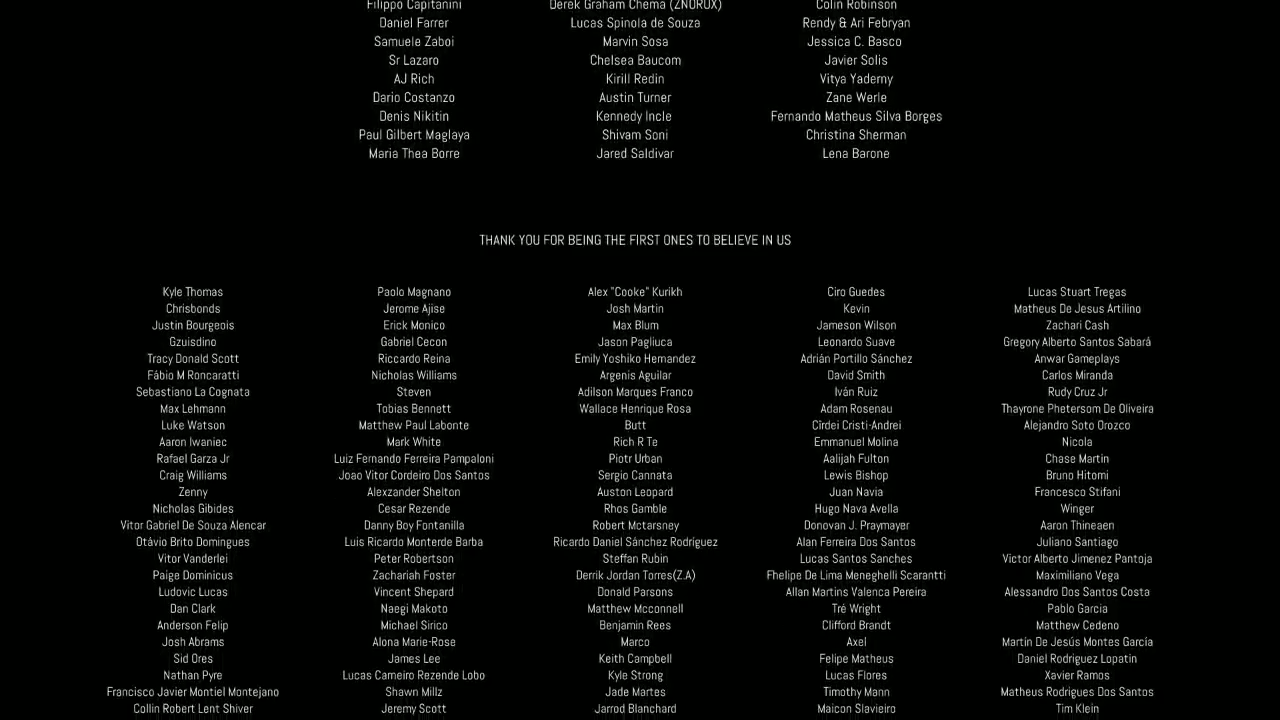 Filippo Capitanini Derek Graham Chema (ZNORUX) Colin Robinson
Daniel Farrer Lucas Spinola de Souza Rendy & Ari Febryan
Samuele Zaboi Marvin Sosa Jessica C. Basco
Sr Lazaro Chelsea Baucom Javier Solis
AJ Rich Kirill Redin Vitya Yaderny
Dario Costanzo Austin Turner Zane Werle
Denis Nikitin Kennedy Incle Fernando Matheus Silva Borges
Paul Gilbert Maglaya Shivam Soni Christina Sherman
Maria Thea Borre Jared Saldivar Lena Barone
THANK YOU FOR BEING THE FIRST ONES TO BELIEVE IN US
Kyle Thomas Paolo Magnano Alex "Cooke" Kurikh Ciro Guedes Lucas Stuart Tregas
Chrisbonds Jerome Ajise Josh Martin Kevin Matheus De Jesus Artilino
Justin Bourgeois Erick Monico Max Blum Jameson Wilson Zachari Cash
Gzuisdino Gabriel Cecon Jason Pagliuca Leonardo Suave Gregory Alberto Santos Sabará
Tracy Donald Scott Riccardo Reina Emily Yoshiko Hernandez Adrián Portillo Sánchez Anwar Gameplays
Fábio M Roncaratti Nicholas Williams Argenis Aguilar David Smith Carlos Miranda
Sebastiano La Cognata Steven Adilson Marques Franco Iván Ruiz Rudy Cruz Jr
Max Lehmann Tobias Bennett Wallace Henrique Rosa Adam Rosenau Thayrone Phetersom De Oliveira
Luke Watson Matthew Paul Labonte Butt Cîrdei Cristi-Andrei Alejandro Soto Orozco
Aaron Iwaniec Mark White Rich R Te Emmanuel Molina Nicola
Rafael Garza Jr Luiz Fernando Ferreira Pampaloni Piotr Urban Aalijah Fulton Chase Martin
Craig Williams Joao Vitor Cordeiro Dos Santos Sergio Cannata Lewis Bishop Bruno Hitomi
Zenny Alexzander Shelton Auston Leopard Juan Navia Francesco Stifani
Nicholas Gibides Cesar Rezende Rhos Gamble Hugo Nava Avella Winger
Vitor Gabriel De Souza Alencar Danny Boy Fontanilla Robert Mctarsney Donovan J. Praymayer Aaron Thineaen
Otávio Brito Domingues Luis Ricardo Monterde Barba Ricardo Daniel Sánchez Rodríguez Alan Ferreira Dos Santos Juliano Santiago
Vitor Vanderlei Peter Robertson Steffan Rubin Lucas Santos Sanches Victor Alberto Jimenez Pantoja
Paige Dominicus Zachariah Foster Derrik Jordan Torres(Z.A) Fhelipe De Lima Meneghelli Scarantti Maximiliano Vega
Ludovic Lucas Vincent Shepard Donald Parsons Allan Martins Valenca Pereira Alessandro Dos Santos Costa
Dan Clark Naegi Makoto Matthew Mcconnell Tré Wright Pablo Garcia
Anderson Felip Michael Sirico Benjamin Rees Clifford Brandt Matthew Cedeno
Josh Abrams Alona Marie-Rose Marco Axel Martin De Jesús Montes García
Sid Ores James Lee Keith Campbell Felipe Matheus Daniel Rodriguez Lopatin
Nathan Pyre Lucas Carneiro Rezende Lobo Kyle Strong Lucas Flores Xavier Ramos
Francisco Javier Montiel Montejano Shawn Millz Jade Martes Timothy Mann Matheus Rodrigues Dos Santos
Collin Robert Lent Shiver Jeremy Scott Jarrod Blanchard Maicon Slavieiro Tim Klein